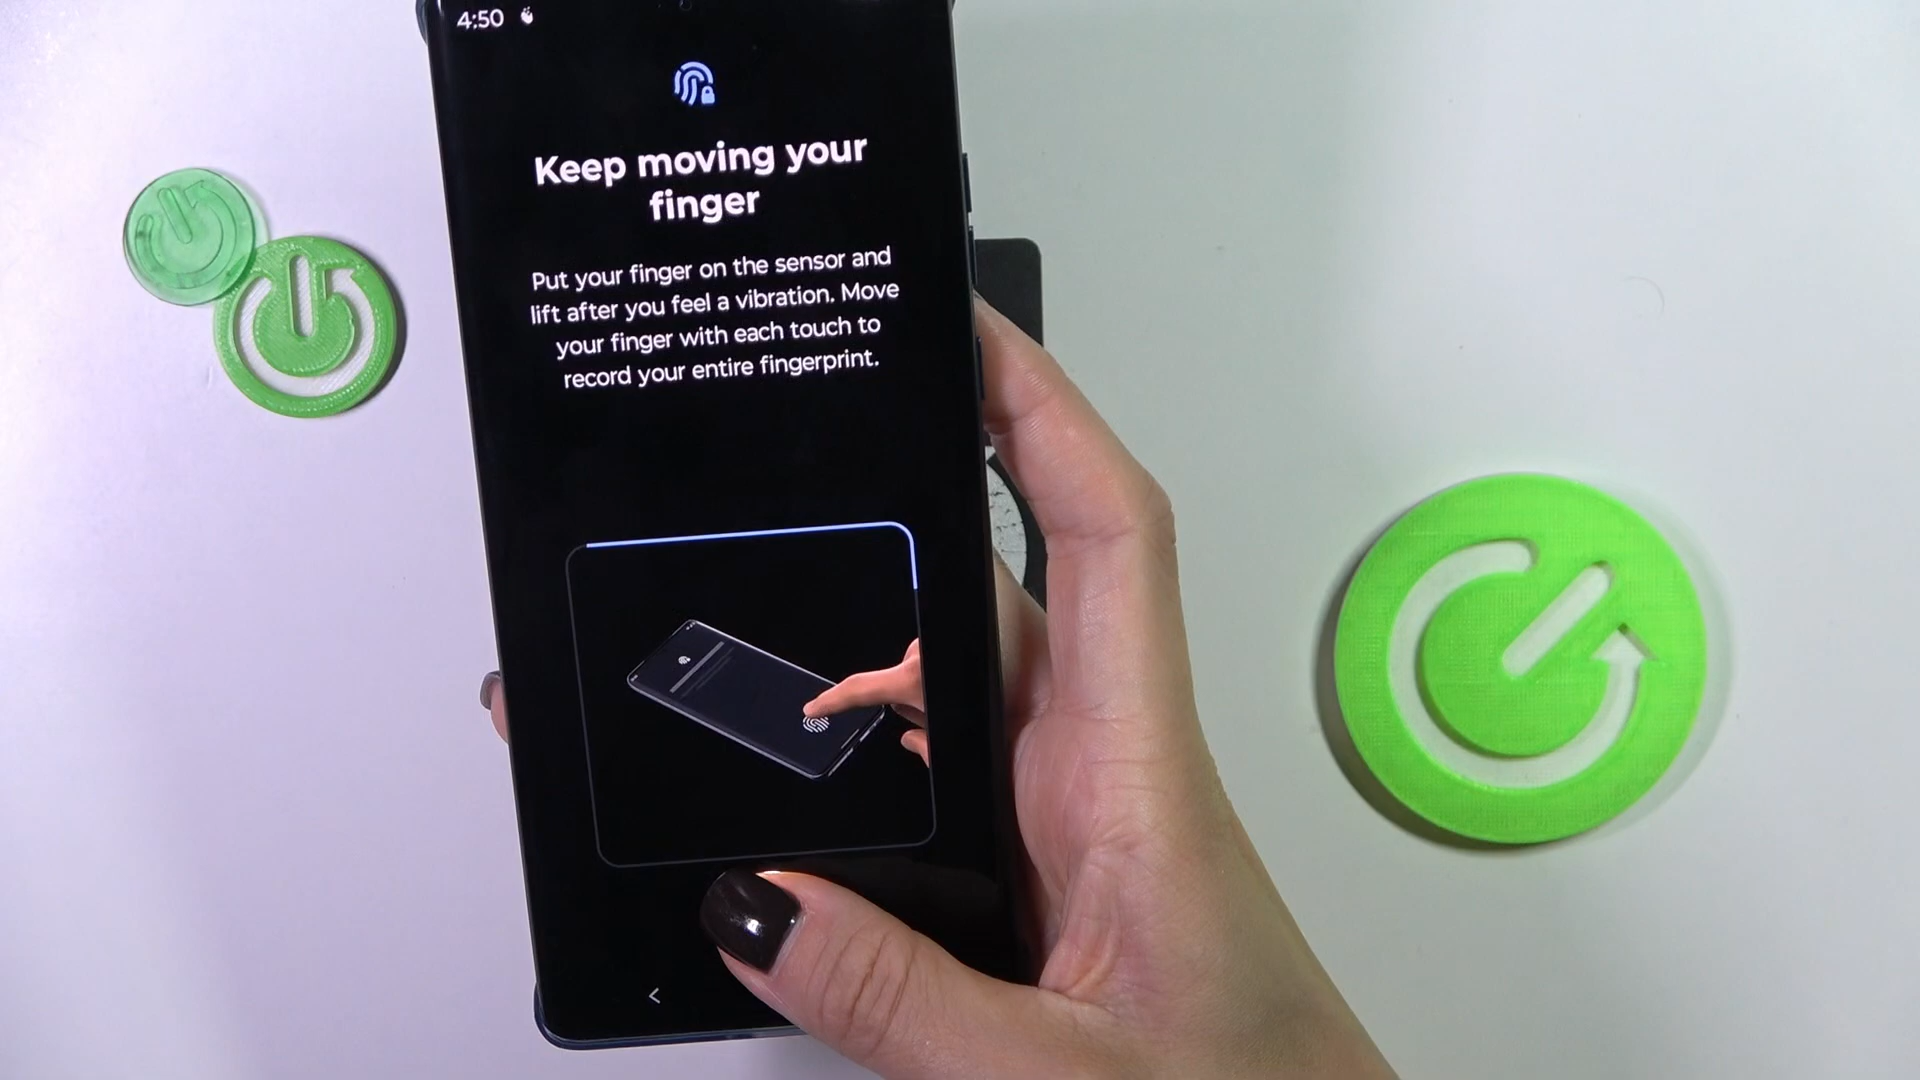 4:50
Keep moving your
finger
Put your finger on the sensor and
lift after you feel a vibration. Move
your finger with each touch to
record your entire fingerprint.